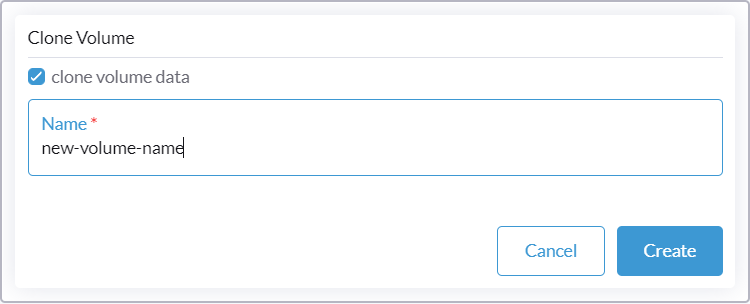 Clone Volume
clone volume data
Name *
new-volume-name
Cancel Create